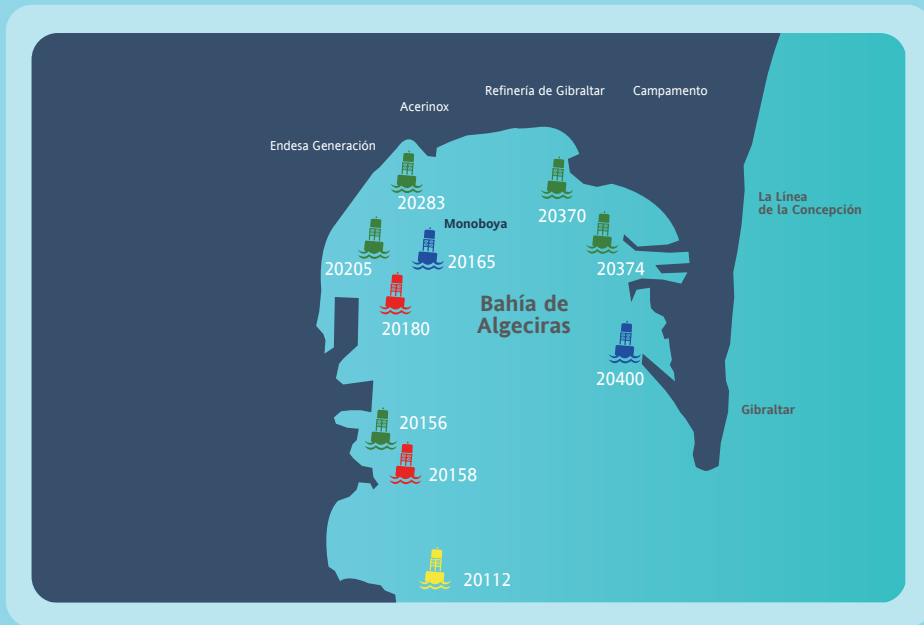 Refinería de Gibraltar
Campamento
Acerinox
Endesa Generación
La Línea
de la Concepción
20283
20370
Monoboya
20205
20165
20374
Bahía de
Algeciras
20180
20400
Gibraltar
20156
20158
20112